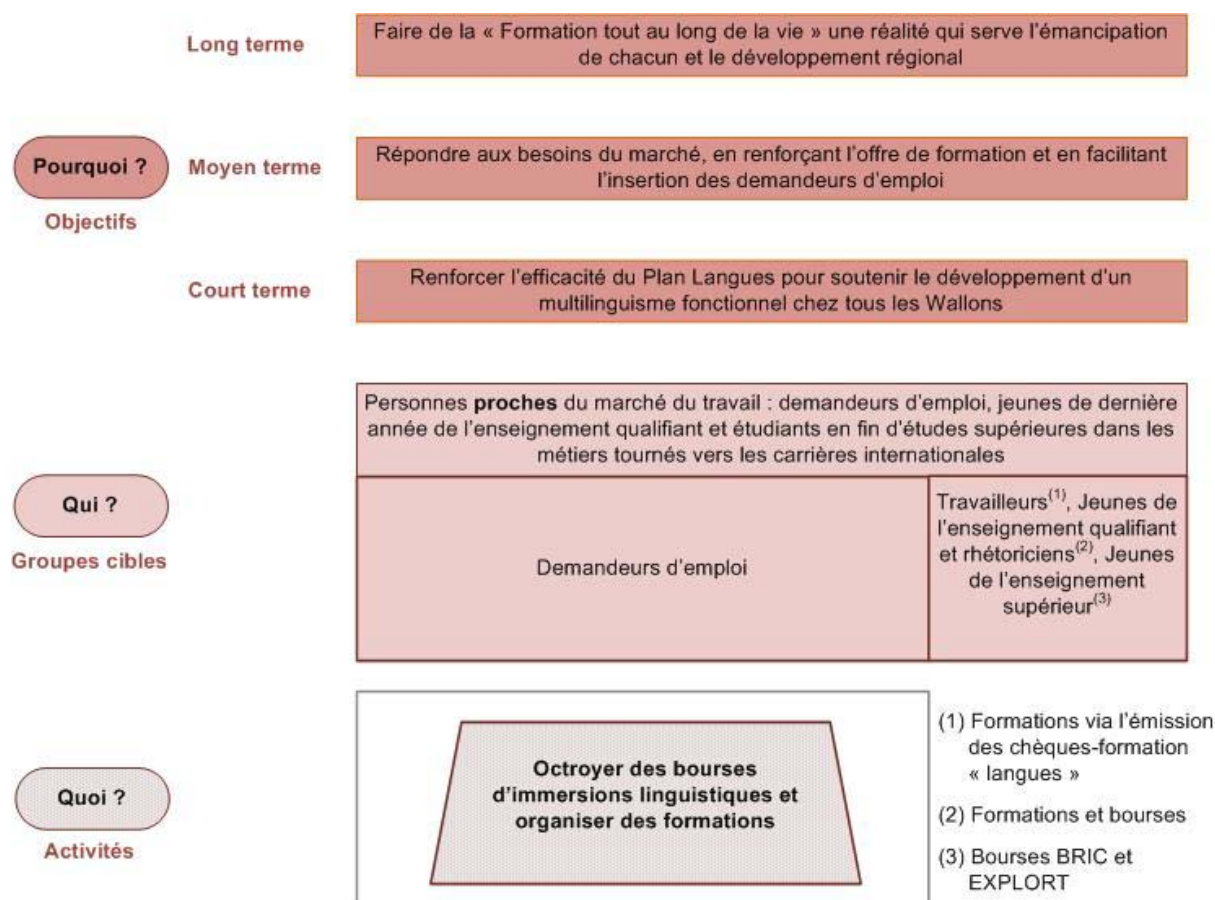 Long terme
Faire de la « Formation tout au long de la vie » une réalité qui serve l’émancipation
de chacun et le développement régional
Pourquoi ?
Objectifs
Moyen terme
Répondre aux besoins du marché, en renforçant l’offre de formation et en facilitant
l’insertion des demandeurs d’emploi
Court terme
Renforcer l’efficacité du Plan Langues pour soutenir le développement d’un
multilinguisme fonctionnel chez tous les Wallons
Qui ?
Groupes cibles
Personnes proches du marché du travail : demandeurs d’emploi, jeunes de dernière
année de l’enseignement qualifiant et étudiants en fin d’études supérieures dans les
métiers tournés vers les carrières internationales
Demandeurs d’emploi
Travailleurs(1), Jeunes de
l’enseignement qualifiant
et rhétoriciens(2), Jeunes
de l’enseignement
supérieur(3)
Quoi ?
Activités
Octroyer des bourses
d’immersions linguistiques et
organiser des formations
(1) Formations via l’émission
des chèques-formation
« langues »
(2) Formations et bourses
(3) Bourses BRIC et
EXPLORT